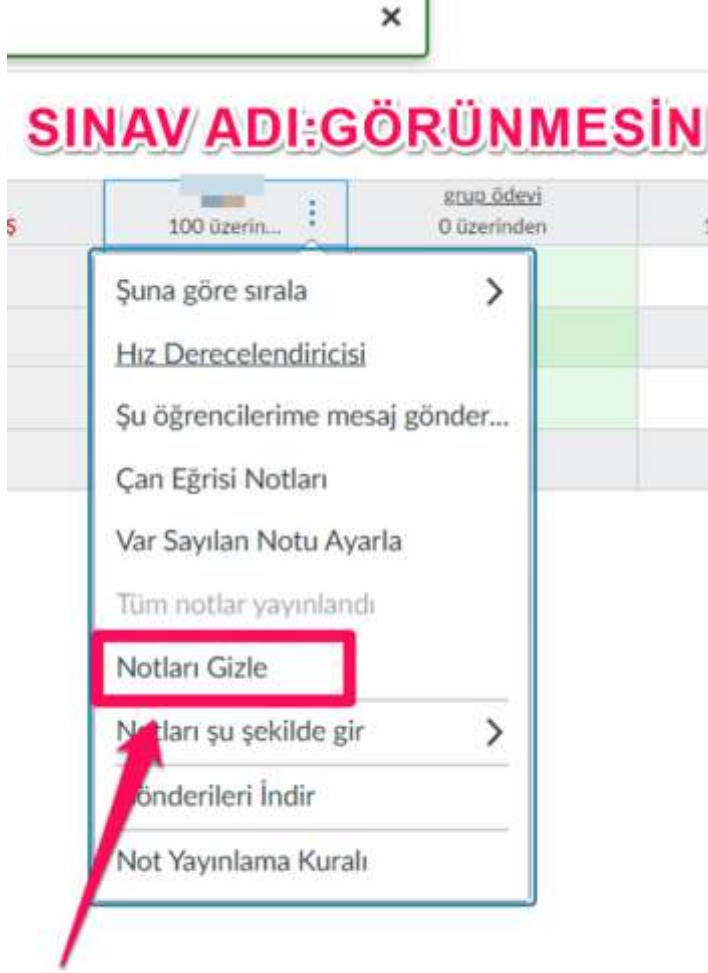 ×
SINAV ADI:GÖRÜNMESİN
Ş
100 üzerin...
grup ödevi
0 üzerinden
1
Şuna göre sırala
Hız Derecelendiricisi
Şu öğrencilerime mesaj gönder...
Çan Eğrisi Notları
Var Sayılan Notu Ayarla
Tüm notlar yayınlandı
Notları Gizle
Notları şu şekilde gir
Gönderileri İndir
Not Yayınlama Kuralı